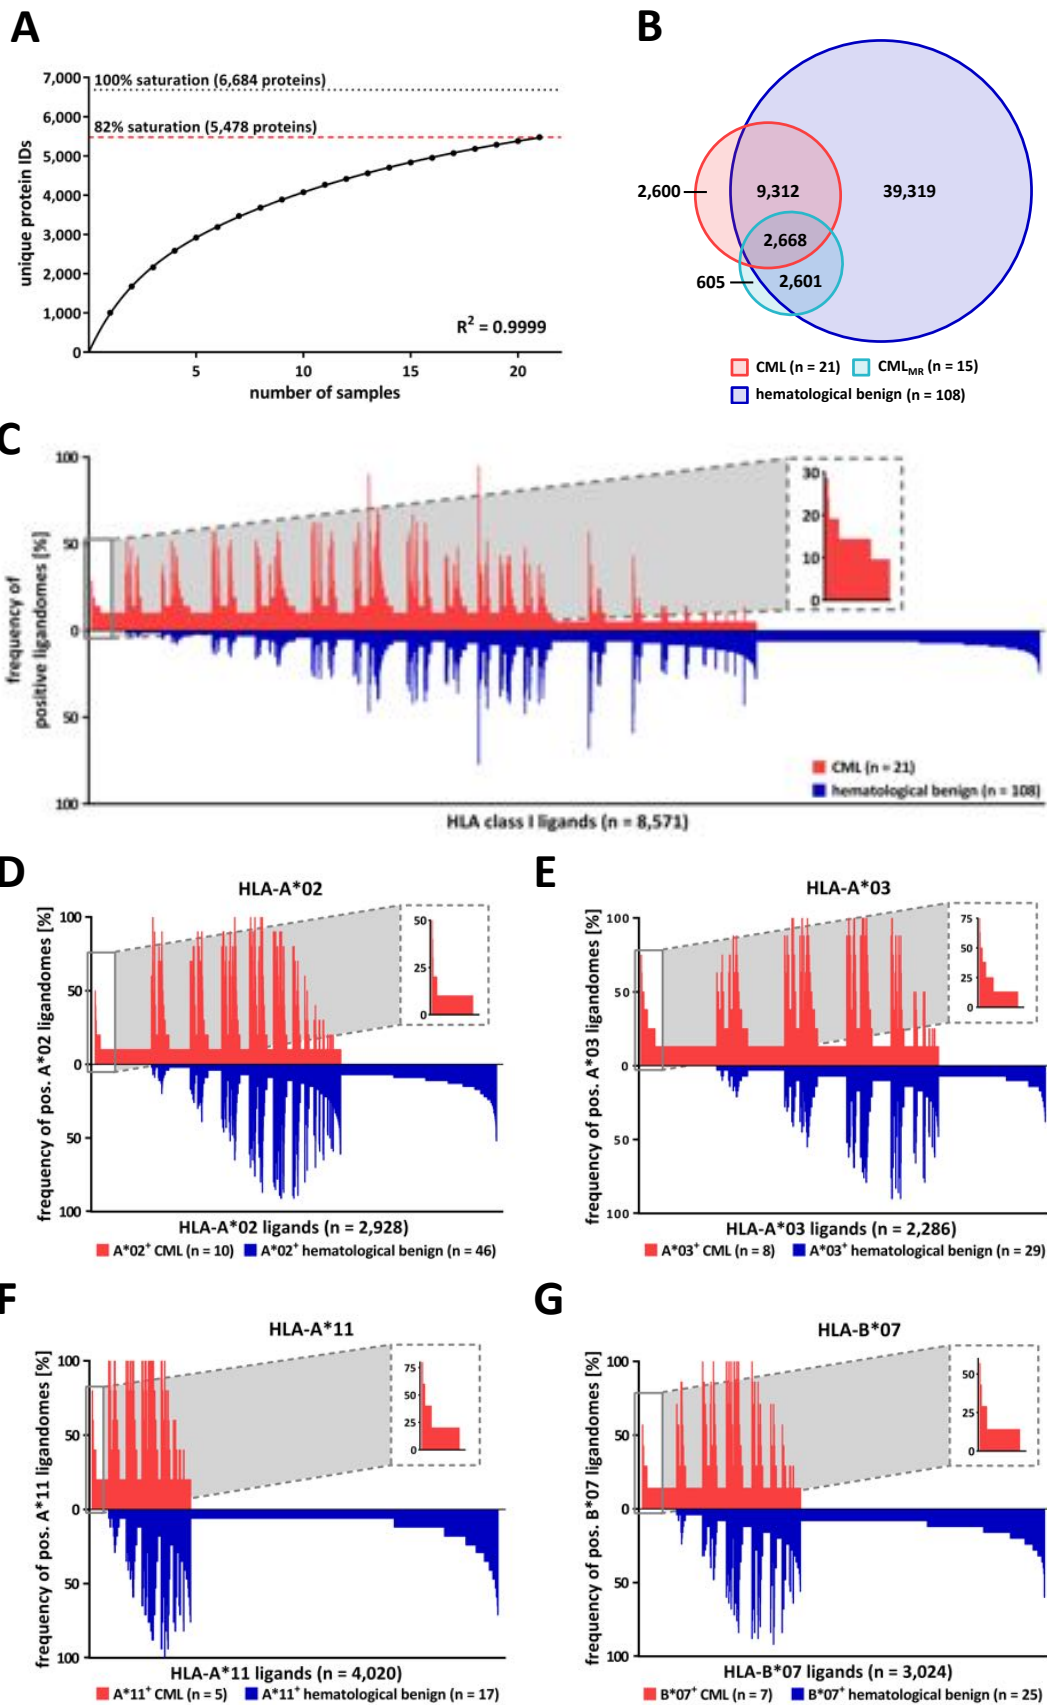 A
7,000
6,000
5,000
4,000
3,000
2,000
1,000
0
unique protein IDs
100% saturation (6,684 proteins)
82% saturation (5,478 proteins)
R² = 0.9999
5
10
15
20
number of samples
B
2,600
9,312
39,319
2,668
605
2,601
CML (n = 21)
CML_MR (n = 15)
hematological benign (n = 108)
C
frequency of
positive ligandomes [%]
100
50
0
50
100
30
20
10
0
CML (n = 21)
hematological benign (n = 108)
HLA class I ligands (n = 8,571)
D
HLA-A*02
frequency of pos. A*02 ligandomes [%]
100
50
0
50
100
50
25
0
HLA-A*02 ligands (n = 2,928)
A*02⁺ CML (n = 10)
A*02⁺ hematological benign (n = 46)
E
HLA-A*03
frequency of pos. A*03 ligandomes [%]
100
50
0
50
100
75
50
25
0
HLA-A*03 ligands (n = 2,286)
A*03⁺ CML (n = 8)
A*03⁺ hematological benign (n = 29)
F
HLA-A*11
frequency of pos. A*11 ligandomes [%]
100
50
0
50
100
75
50
25
0
HLA-A*11 ligands (n = 4,020)
A*11⁺ CML (n = 5)
A*11⁺ hematological benign (n = 17)
G
HLA-B*07
frequency of pos. B*07 ligandomes [%]
100
50
0
50
100
50
25
0
HLA-B*07 ligands (n = 3,024)
B*07⁺ CML (n = 7)
B*07⁺ hematological benign (n = 25)